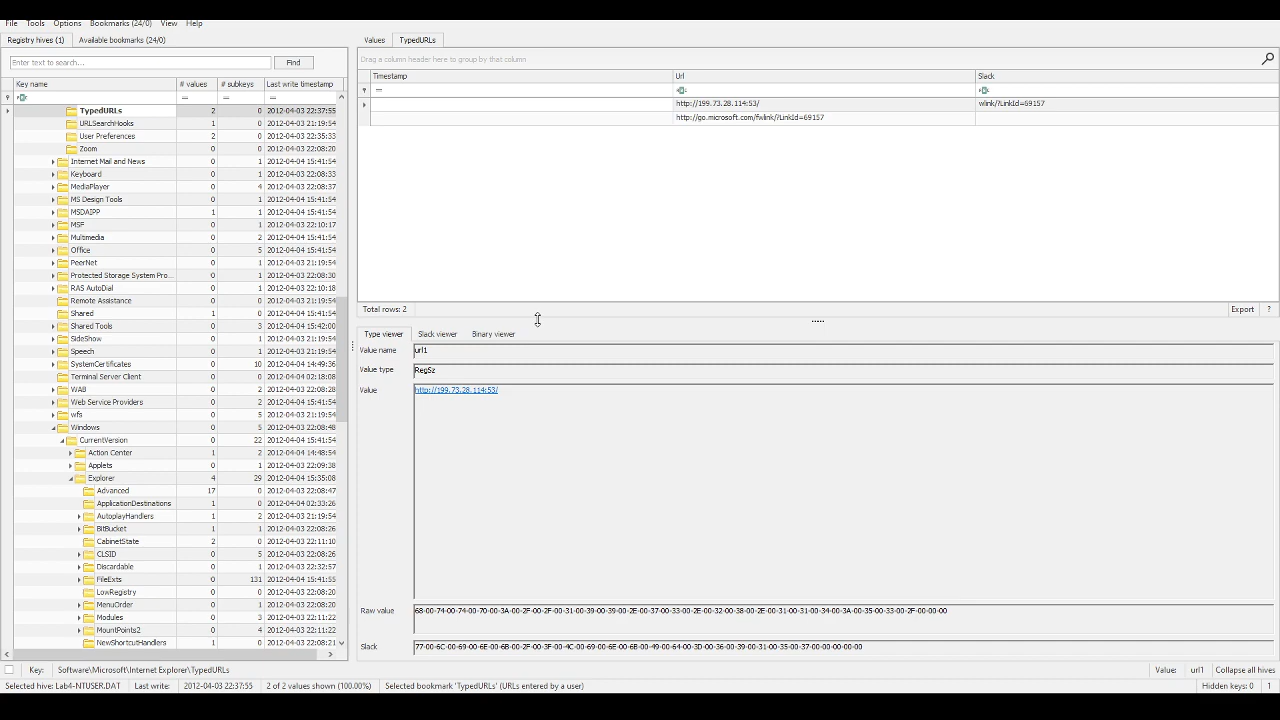 File Tools Options Bookmarks (24/0) View Help
Registry hives (1) Available bookmarks (24/0)
Enter text to search... Find
Key name # values # subkeys Last write timestamp
= = =
TypedURLs 2 0 2012-04-03 22:37:55
URLSearchHooks 1 0 2012-04-03 21:19:54
User Preferences 2 0 2012-04-03 22:35:33
Zoom 0 0 2012-04-03 22:08:20
Internet Mail and News 0 1 2012-04-04 15:41:54
Keyboard 0 1 2012-04-03 22:08:33
MediaPlayer 0 4 2012-04-03 22:08:37
MS Design Tools 0 1 2012-04-04 15:41:54
MSDAIPP 1 1 2012-04-04 15:41:54
MSF 0 1 2012-04-03 22:10:17
Multimedia 0 2 2012-04-04 15:41:54
Office 0 5 2012-04-04 15:41:54
PeerNet 0 1 2012-04-03 21:19:54
Protected Storage System Pro... 0 1 2012-04-03 22:08:30
RAS AutoDial 0 1 2012-04-03 22:10:18
Remote Assistance 0 0 2012-04-03 21:19:54
Shared 1 0 2012-04-03 21:19:54
Shared Tools 0 3 2012-04-04 15:42:00
SideShow 0 1 2012-04-03 21:19:54
Speech 0 1 2012-04-03 21:19:54
SystemCertificates 0 10 2012-04-04 14:49:36
Terminal Server Client 0 0 2012-04-04 02:18:08
WAB 0 2 2012-04-03 22:08:28
Web Service Providers 0 2 2012-04-04 15:41:54
wfs 0 5 2012-04-03 21:19:54
Windows 0 5 2012-04-03 22:08:48
CurrentVersion 0 22 2012-04-04 15:41:54
Action Center 1 2 2012-04-04 14:48:54
Applets 0 1 2012-04-03 22:09:38
Explorer 4 29 2012-04-04 15:35:08
Advanced 17 0 2012-04-03 22:08:47
ApplicationDestinations 1 0 2012-04-04 02:33:26
AutoplayHandlers 1 2 2012-04-03 21:19:54
BitBucket 1 1 2012-04-03 22:08:26
CabinetState 2 0 2012-04-03 22:11:10
CLSID 0 5 2012-04-03 22:08:26
Discardable 0 1 2012-04-03 22:32:57
FileExts 0 131 2012-04-04 15:41:55
LowRegistry 0 0 2012-04-03 22:08:20
MenuOrder 0 1 2012-04-03 22:08:20
Modules 0 3 2012-04-03 22:11:22
MountPoints2 0 4 2012-04-03 22:11:22
NewShortcutHandlers 1 0 2012-04-03 22:08:21
Values TypedURLs
Drag a column header here to group by that column
Timestamp Url Slack
=
http://199.73.28.114:53/ wlink/?LinkId=69157
http://go.microsoft.com/fwlink/?LinkId=69157
Total rows: 2 Export ?
Type viewer Slack viewer Binary viewer
Value name url1
Value type RegSz
Value http://199.73.28.114:53/
Raw value 68-00-74-00-74-00-70-00-3A-00-2F-00-2F-00-31-00-39-00-39-00-2E-00-37-00-33-00-2E-00-32-00-38-00-2E-00-31-00-31-00-34-00-3A-00-35-00-33-00-2F-00-00-00
Slack 77-00-6C-00-69-00-6E-00-6B-00-2F-00-3F-00-4C-00-69-00-6E-00-6B-00-49-00-64-00-3D-00-36-00-39-00-31-00-35-00-37-00-00-00-00-00
Key: Software\Microsoft\Internet Explorer\TypedURLs Value: url1 Collapse all hives
Selected hive: Lab4-NTUSER.DAT Last write: 2012-04-03 22:37:55 2 of 2 values shown (100.00%) Selected bookmark 'TypedURLs' (URLs entered by a user) Hidden keys: 0 1